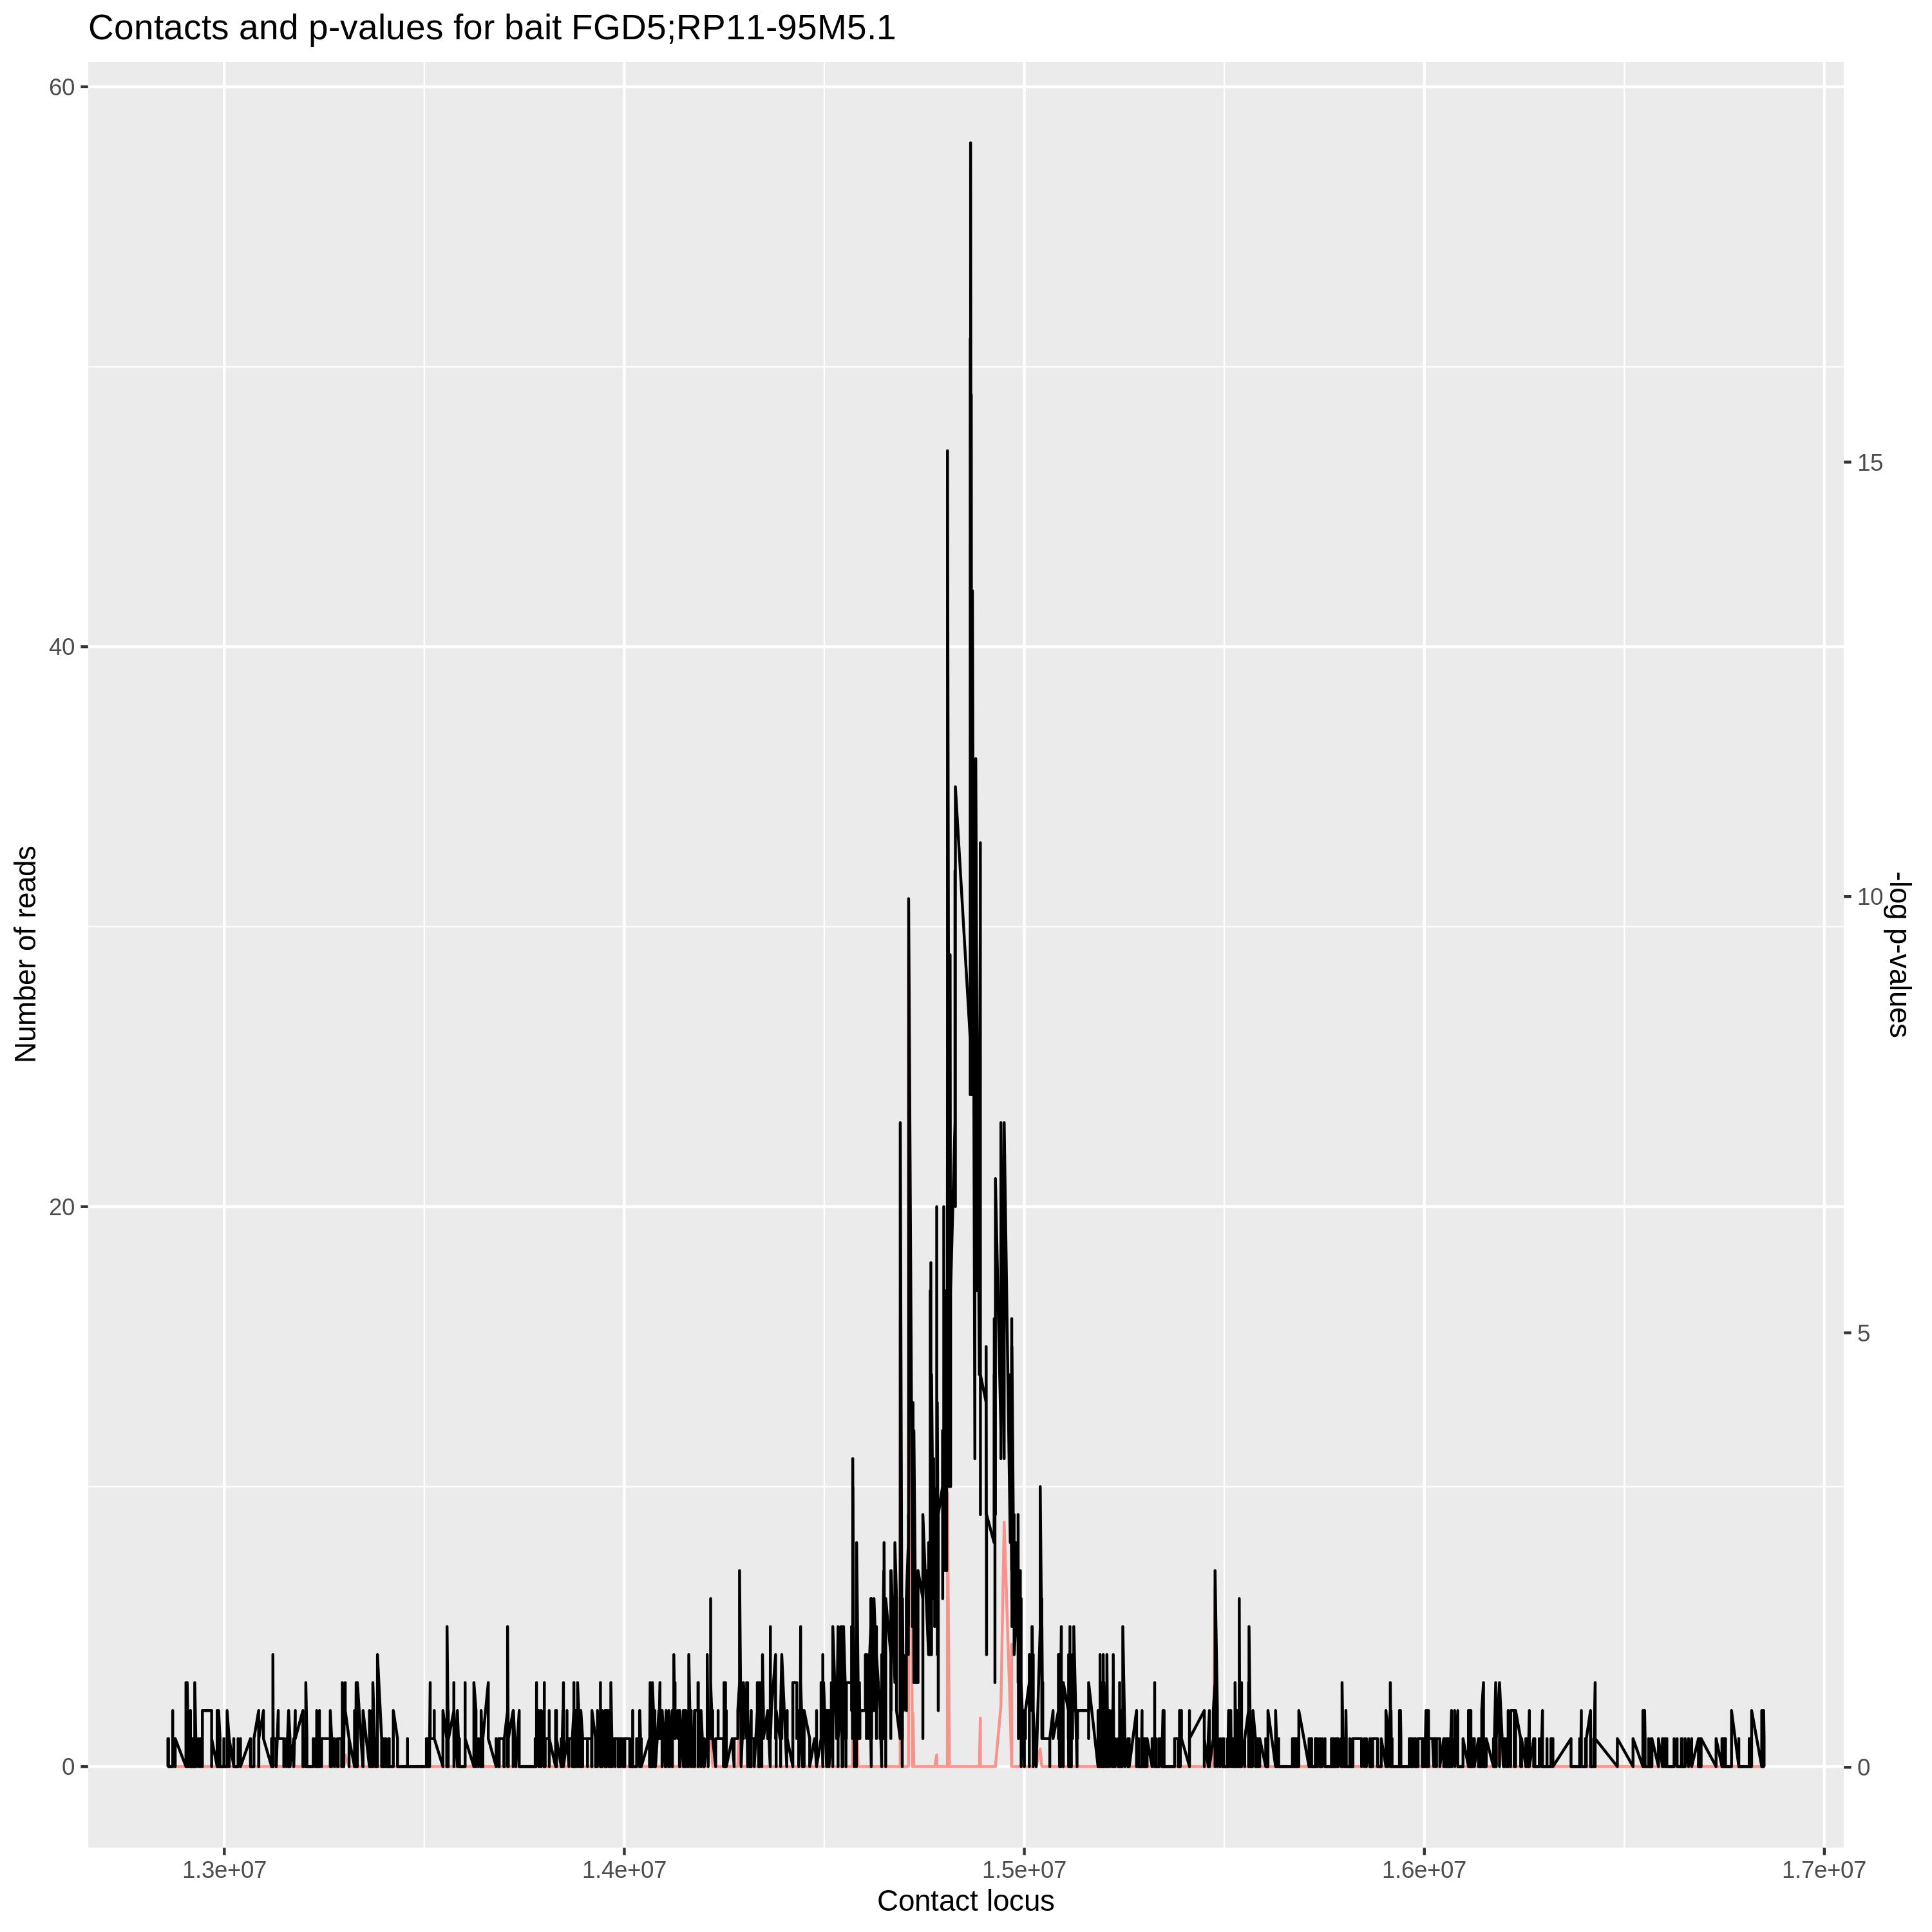 Contacts and p-values for bait FGD5;RP11-95M5.1
60
40
20
0
Number of reads
15
10
5
0
-log p-values
1.3e+07
1.4e+07
1.5e+07
1.6e+07
1.7e+07
Contact locus